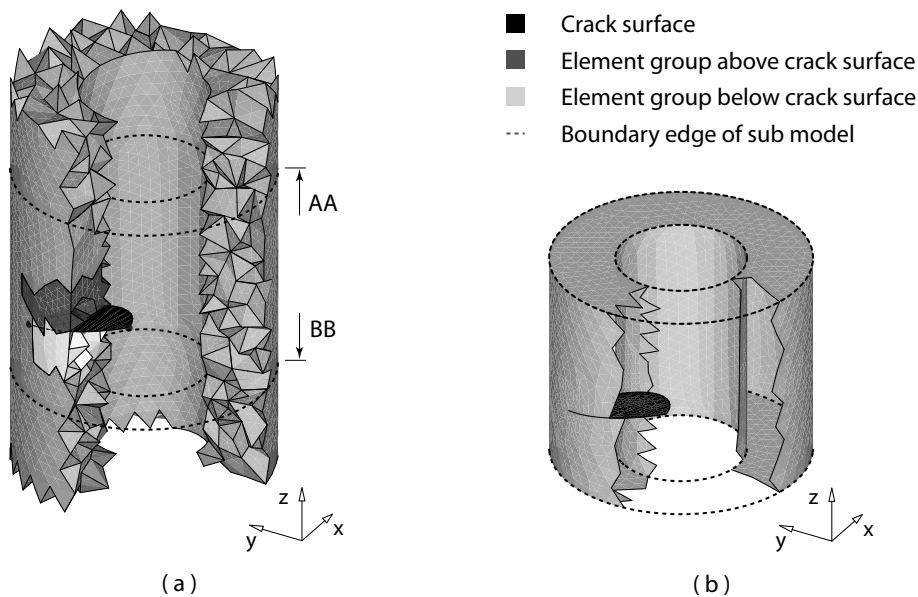 Crack surface
Element group above crack surface
Element group below crack surface
Boundary edge of sub model
AA
BB
z
x
y
z
x
y
( a )
( b )